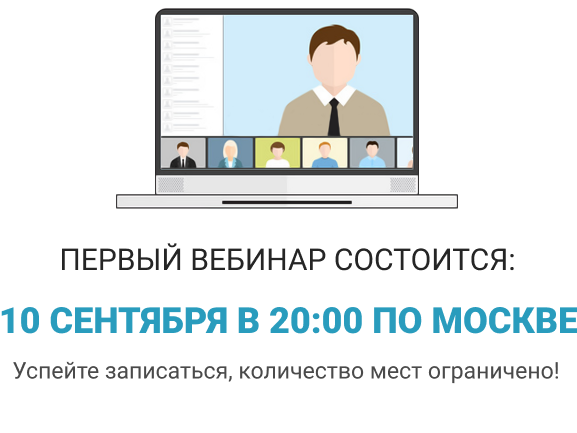 ПЕРВЫЙ ВЕБИНАР СОСТОИТСЯ:
10 СЕНТЯБРЯ В 20:00 ПО МОСКВЕ
Успейте записаться, количество мест ограничено!